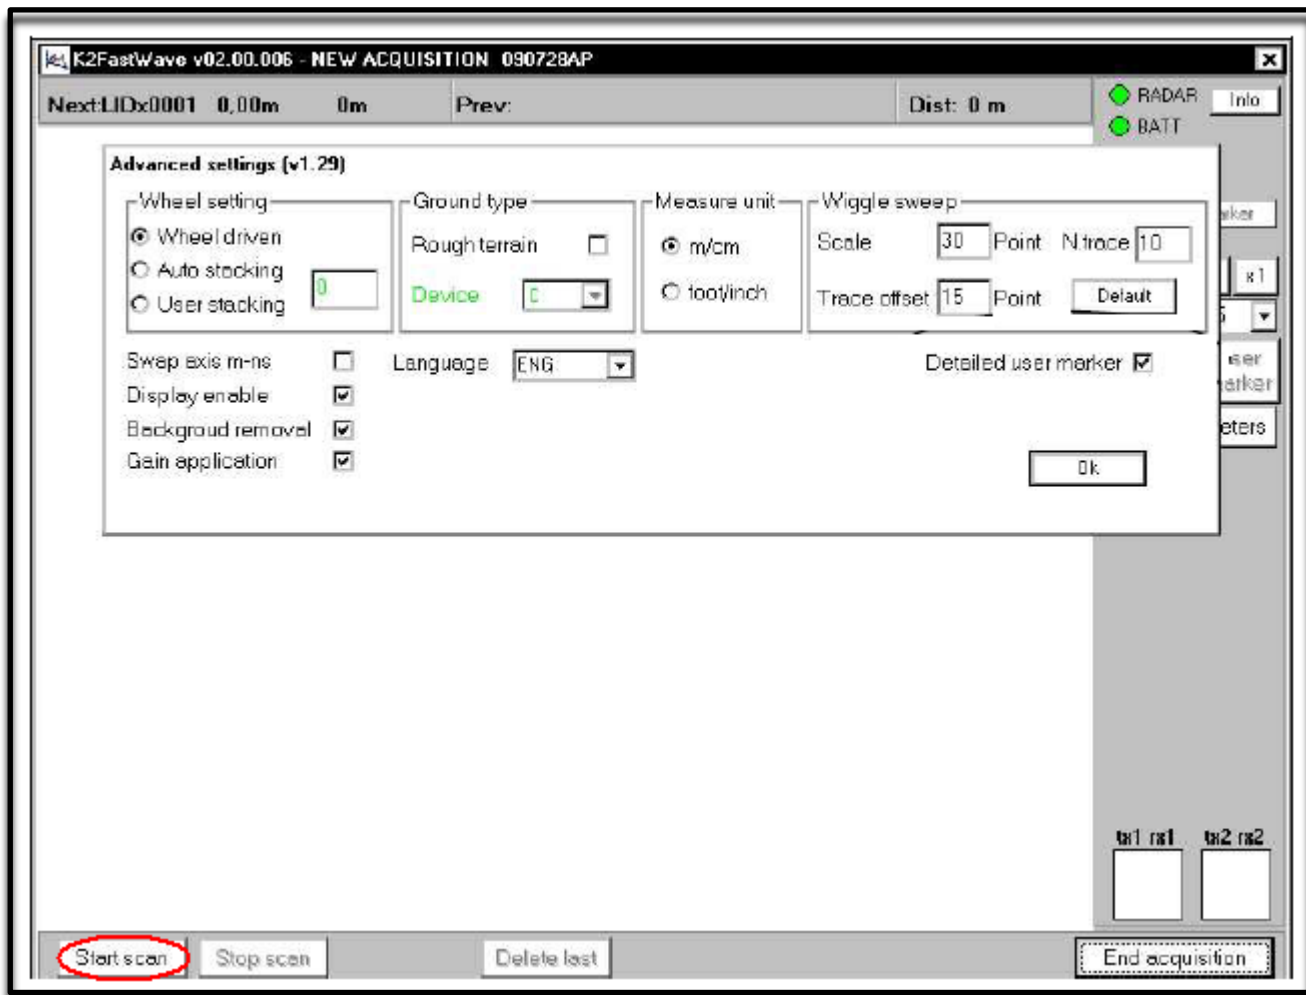 K2FastWave v02.00.006 - NEW ACQUISITION 090728AP
Next:LIDx0001 0,00m 0m Prev: Dist: 0 m
RADAR Info
BATT
Advanced settings (v1.29)
Wheel setting Ground type Measure unit Wiggle sweep
Wheel driven Rough terrain m/cm Scale 30 Point N.trace 10
Auto stacking 0
User stacking Device foot/inch Trace offset 15 Point Default
Swap axis m-ns Language ENG Detailed user marker
Display enable
Backgroud removal
Gain application
Ok
eters
tx1 rx1 tx2 rx2
Start scan Stop scan Delete last End acquisition